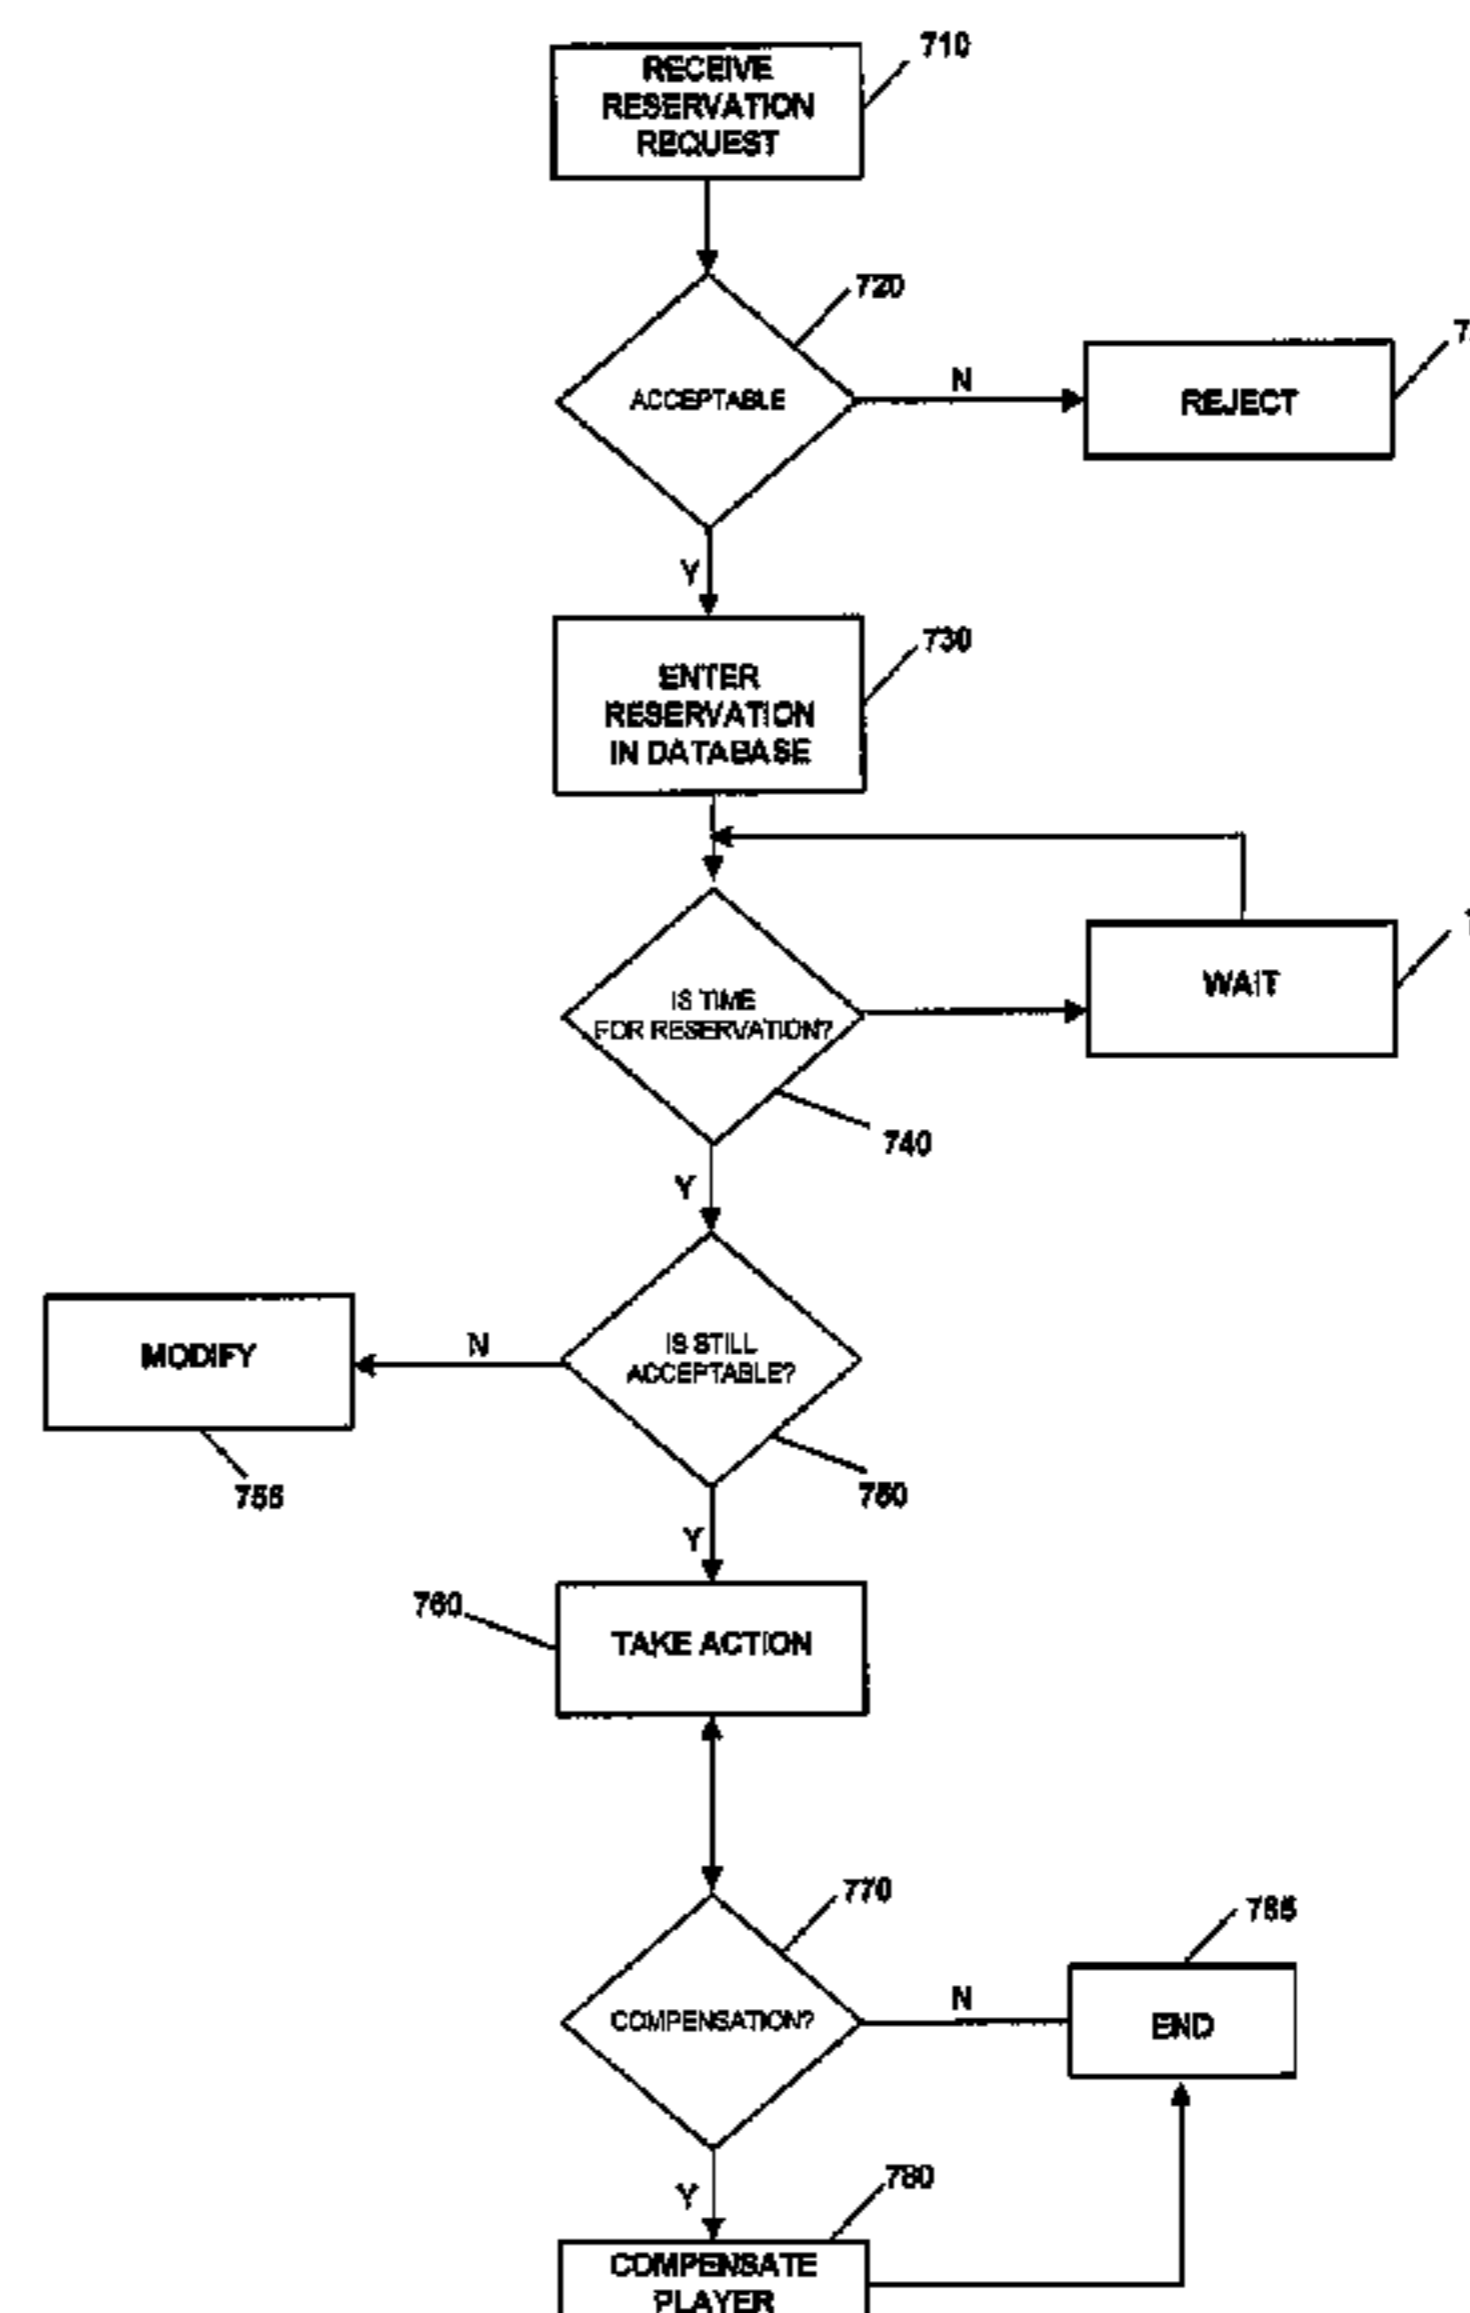 710
RECEIVE
RESERVATION
REQUEST
720
ACCEPTABLE
N
REJECT
Y
730
ENTER
RESERVATION
IN DATABASE
WAIT
IS TIME
FOR RESERVATION?
740
Y
MODIFY
N
IS STILL
ACCEPTABLE?
755
750
Y
760
TAKE ACTION
770
785
COMPENSATION?
N
END
Y
780
COMPENSATE
PLAYER